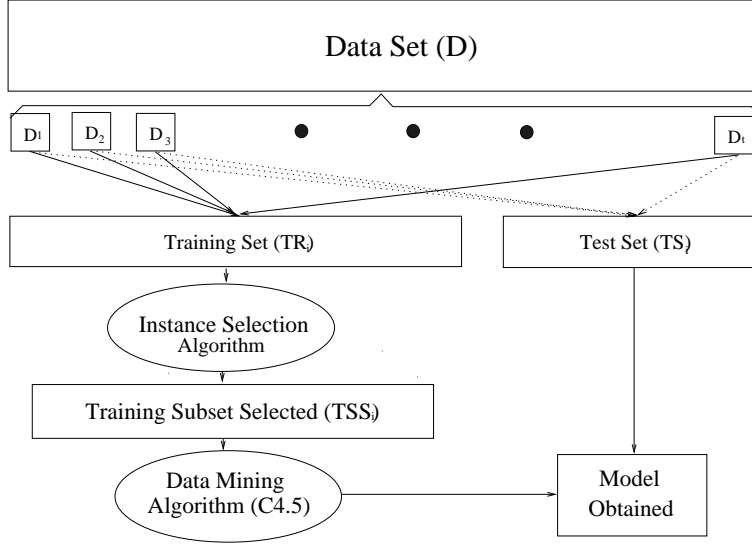 Data Set (D)
D1 D2 D3 Dt
Training Set (TRi) Test Set (TSi)
Instance Selection
Algorithm
Training Subset Selected (TSSi)
Data Mining
Algorithm (C4.5)
Model
Obtained